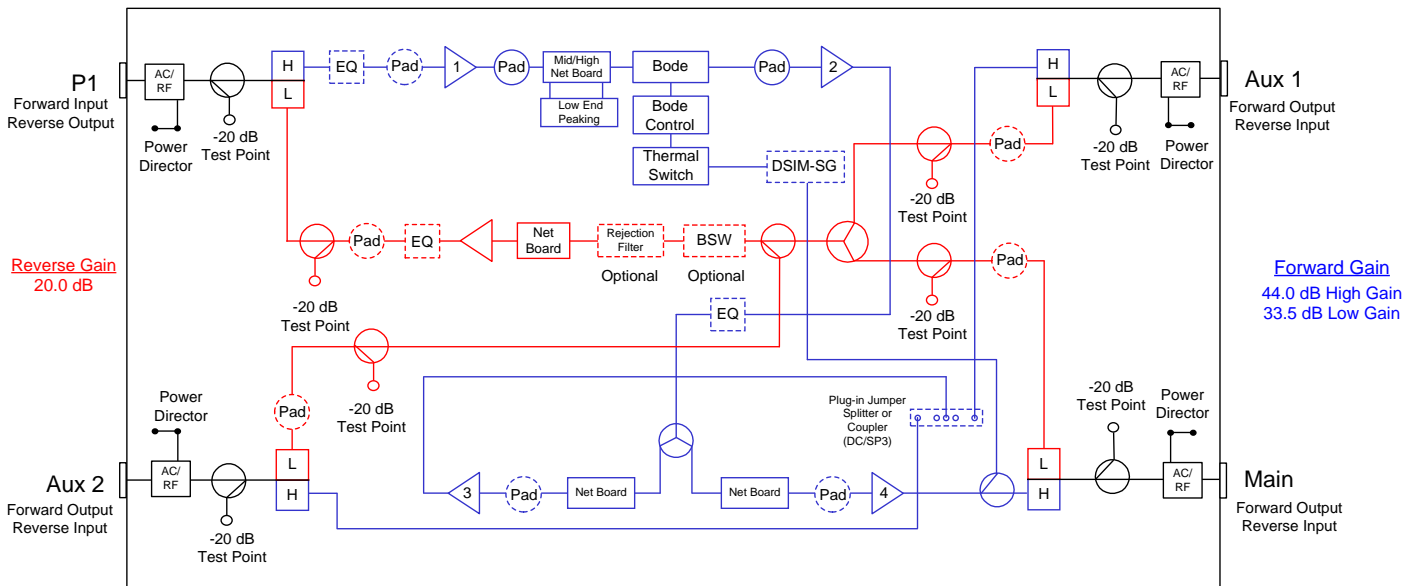 P1
Forward Input
Reverse Output
AC/
RF
Power
Director
-20 dB
Test Point
H
L
EQ
Pad
1
Pad
Mid/High
Net Board
Low End
Peaking
Bode
Bode
Control
Thermal
Switch
Pad
2
DSIM-SG
H
L
-20 dB
Test Point
AC/
RF
Power
Director
Aux 1
Forward Output
Reverse Input
Pad
-20 dB
Test Point
Reverse Gain
20.0 dB
-20 dB
Test Point
Pad
EQ
Net
Board
Rejection
Filter
Optional
BSW
Optional
Pad
-20 dB
Test Point
Forward Gain
44.0 dB High Gain
33.5 dB Low Gain
EQ
-20 dB
Test Point
Pad
Power
Director
Aux 2
Forward Output
Reverse Input
AC/
RF
-20 dB
Test Point
L
H
3
Pad
Net Board
Net Board
Pad
4
Plug-in Jumper
Splitter or
Coupler
(DC/SP3)
L
H
-20 dB
Test Point
Power
Director
AC/
RF
Main
Forward Output
Reverse Input